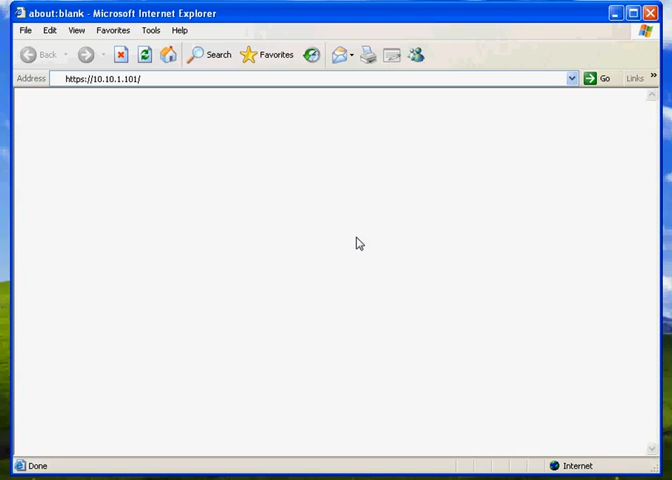 about:blank - Microsoft Internet Explorer
File Edit View Favorites Tools Help
Back Search Favorites
Address https://10.10.1.101/ Go Links »
Done Internet